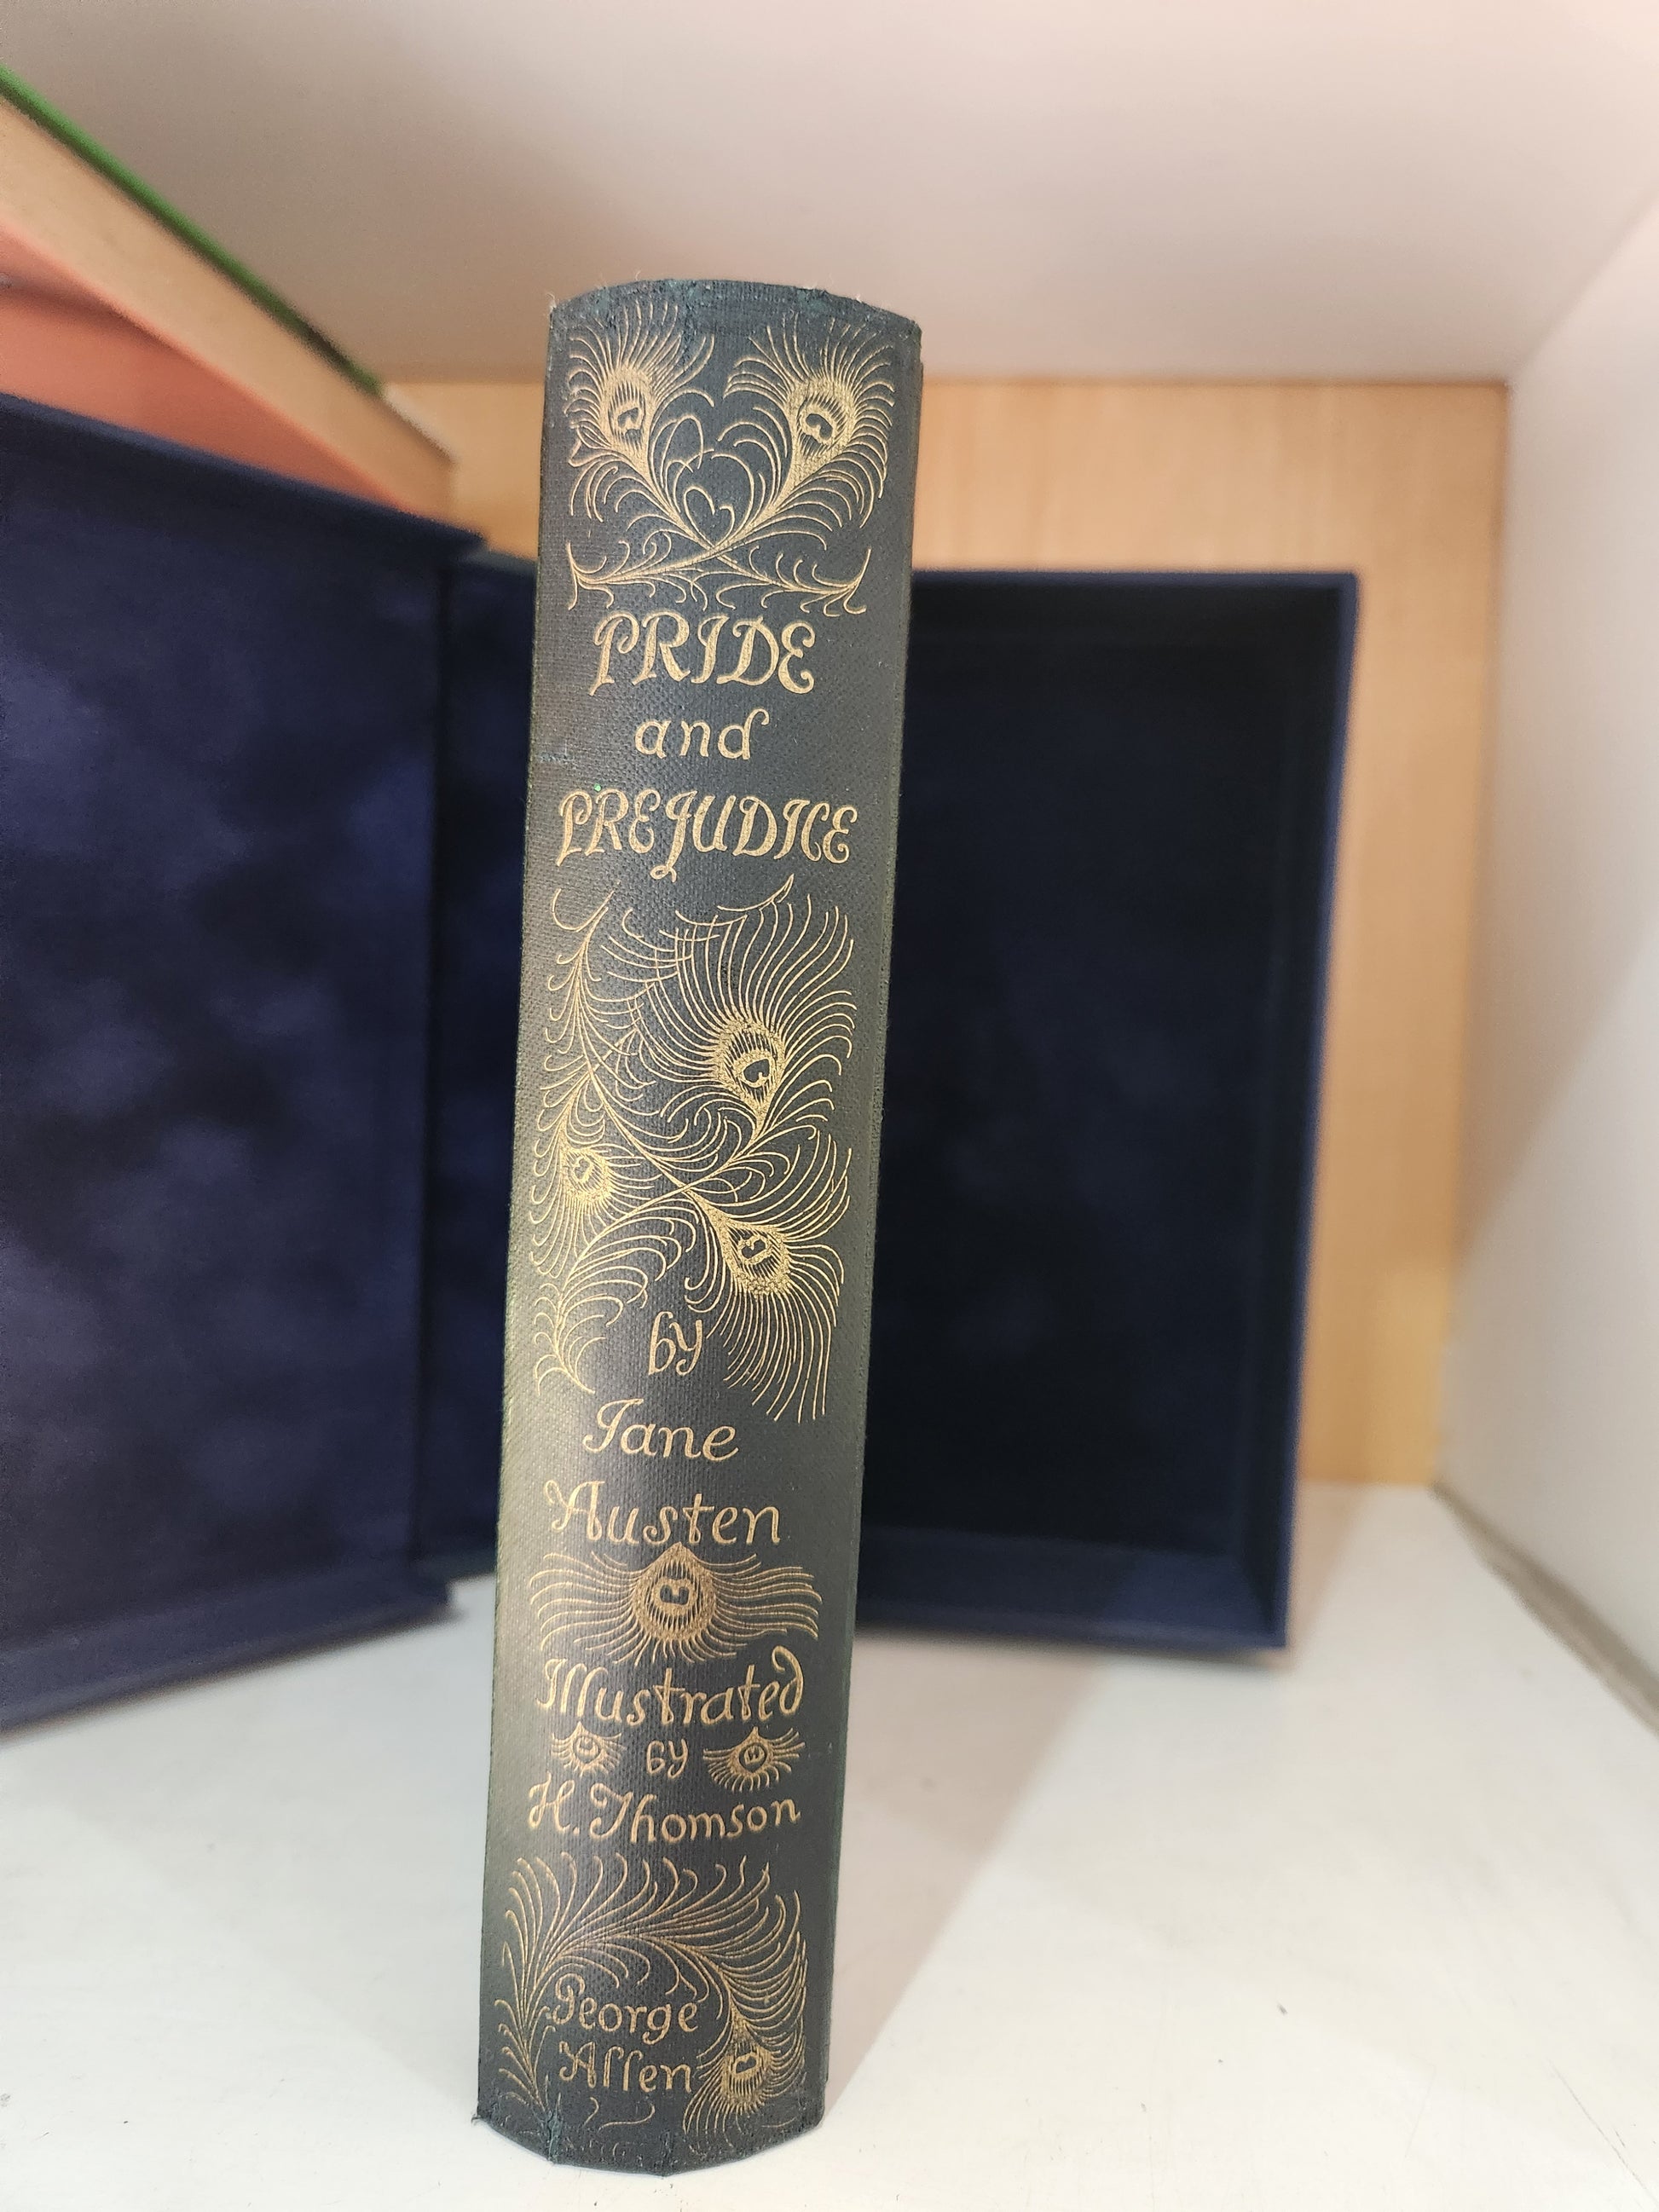 PRIDE
and
PREJUDICE
by
Jane
Austen
Illustrated
by
H. Thomson
George
Allen